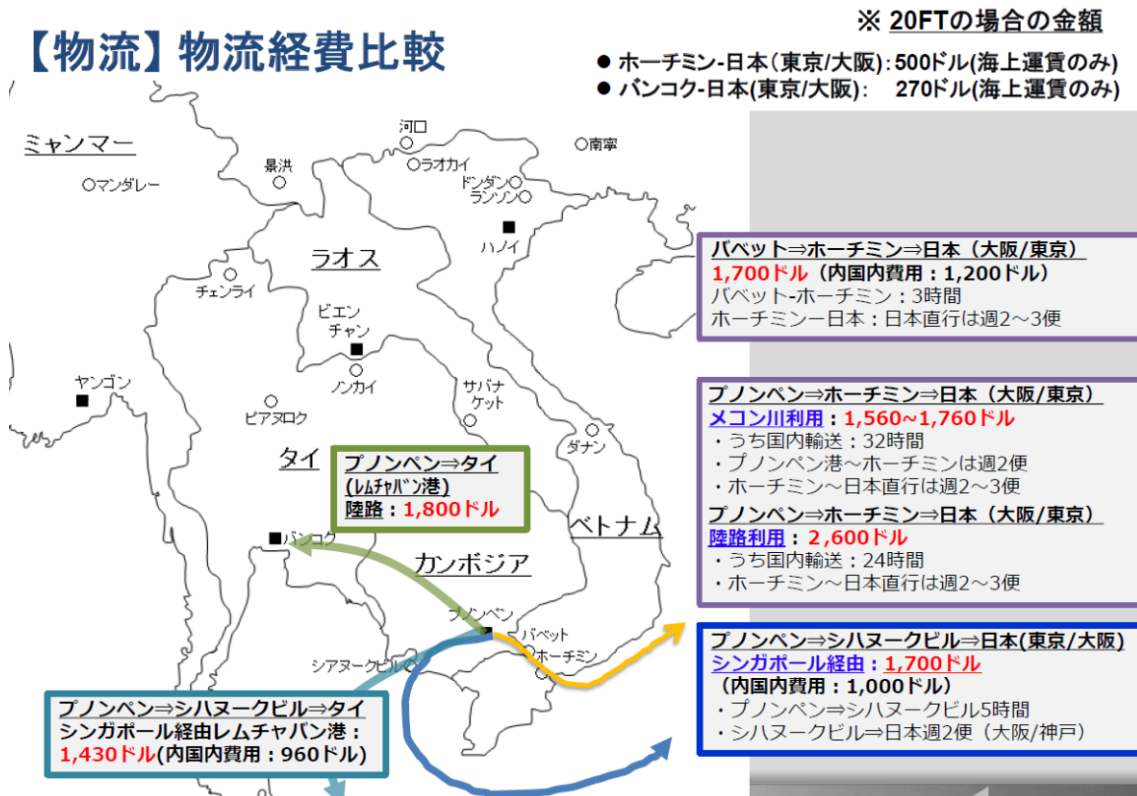 【物流】物流経費比較
※ 20FTの場合の金額
● ホーチミン-日本(東京/大阪):500ドル(海上運賃のみ)
● バンコク-日本(東京/大阪): 270ドル(海上運賃のみ)
ミャンマー
マンダレー
景洪
河口
ラオカイ
南寧
ドンダン
ランソン
ハノイ
ラオス
チェンライ
ビエン
チャン
ノンカイ
ヤンゴン
ピアヌロク
サバナ
ケット
ダナン
タイ
バンコク
ベトナム
カンボジア
プノンペン
バベット
ホーチミン
シアヌークビル
バベット⇒ホーチミン⇒日本（大阪/東京）
1,700ドル（内国内費用：1,200ドル）
バベット-ホーチミン：3時間
ホーチミンー日本：日本直行は週2～3便
プノンペン⇒ホーチミン⇒日本（大阪/東京）
メコン川利用：1,560~1,760ドル
・うち国内輸送：32時間
・プノンペン港～ホーチミンは週2便
・ホーチミン～日本直行は週2～3便
プノンペン⇒ホーチミン⇒日本（大阪/東京）
陸路利用：2,600ドル
・うち国内輸送：24時間
・ホーチミン～日本直行は週2～3便
プノンペン⇒タイ
(ﾚﾑﾁｬﾊﾞﾝ港)
陸路：1,800ドル
プノンペン⇒シハヌークビル⇒日本(東京/大阪)
シンガポール経由：1,700ドル
（内国内費用：1,000ドル）
・プノンペン⇒シハヌークビル5時間
・シハヌークビル⇒日本週2便（大阪/神戸）
プノンペン⇒シハヌークビル⇒タイ
シンガポール経由レムチャバン港：
1,430ドル(内国内費用：960ドル)